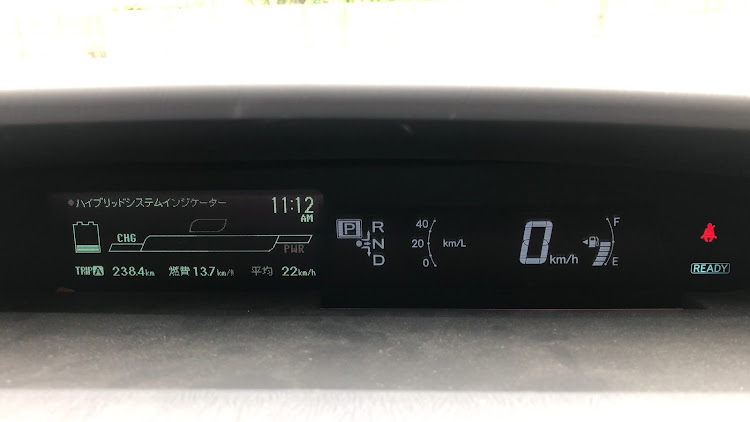 ハイブリッドシステムインジケーター
11:12
AM
CHG
PWR
TRIP A 238.4km 燃費 13.7km/L 平均 22km/h
P
R
N
D
40
20
0
km/L
0 km/h
F
E
READY